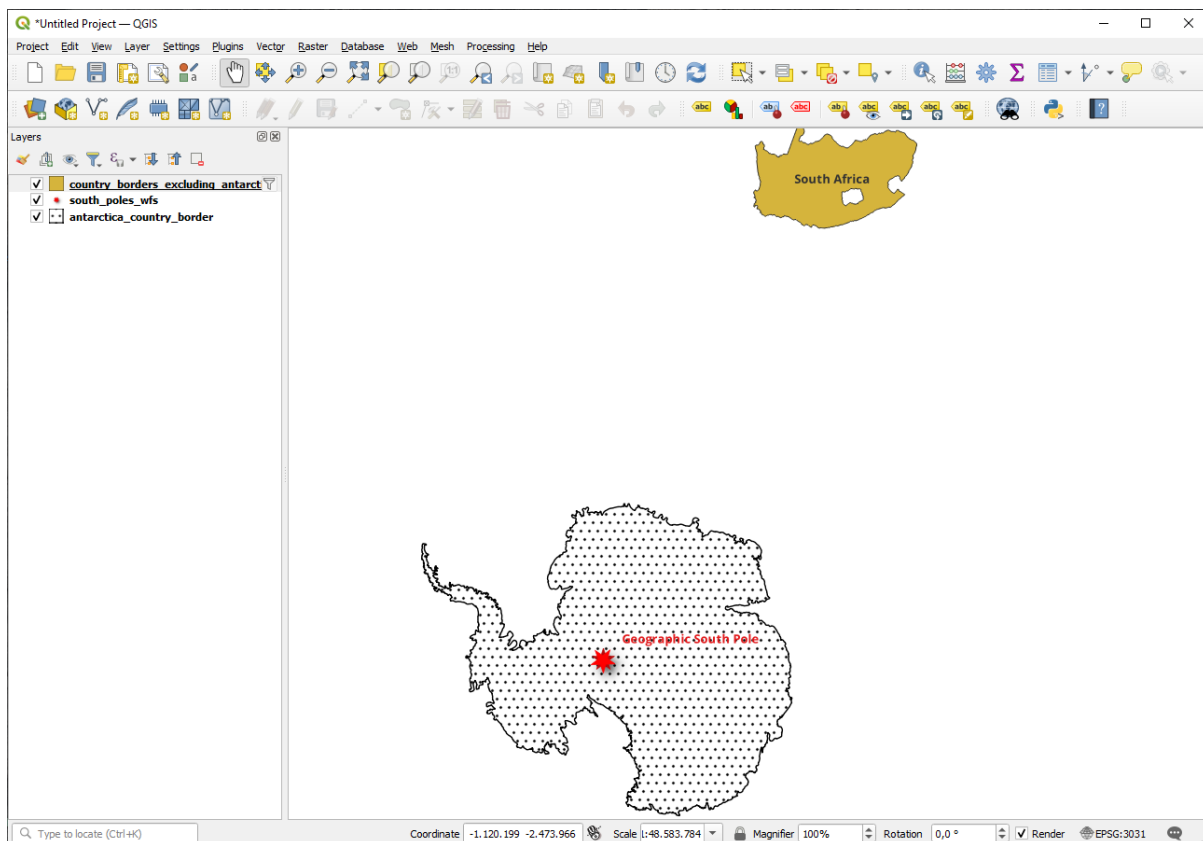 *Untitled Project — QGIS
Project Edit View Layer Settings Plugins Vector Raster Database Web Mesh Processing Help
Layers
country_borders_excluding_antarct
south_poles_wfs
antarctica_country_border
South Africa
Geographic South Pole
Type to locate (Ctrl+K)
Coordinate -1.120.199 -2.473.966 Scale 1:48.583.784 Magnifier 100% Rotation 0,0 ° Render EPSG:3031